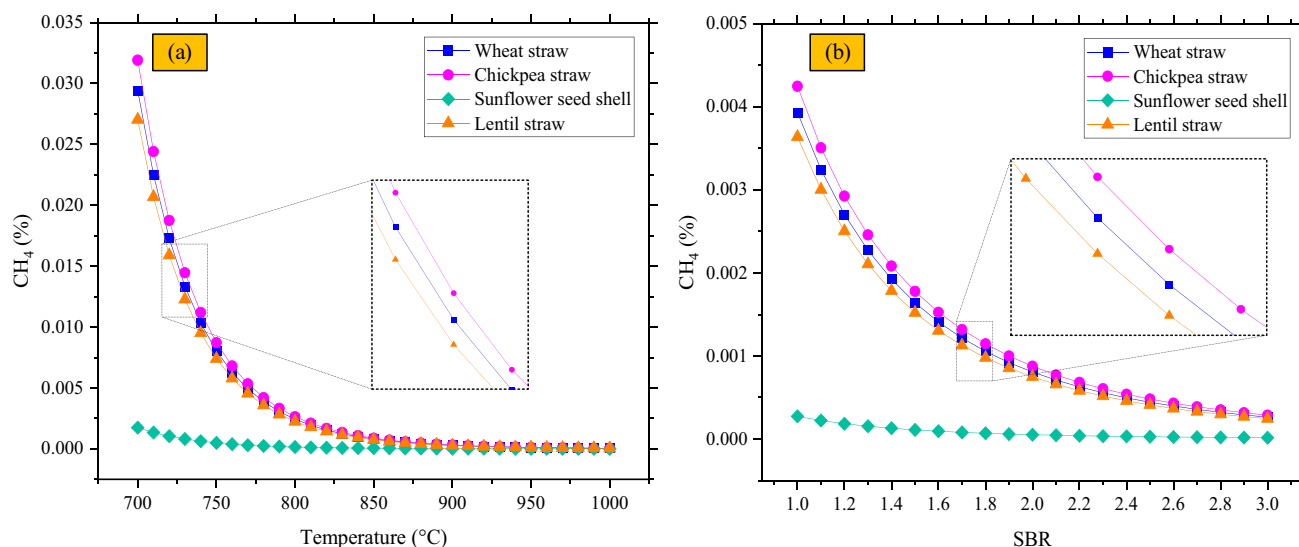 (a)
Wheat straw
Chickpea straw
Sunflower seed shell
Lentil straw
CH4 (%)
0.035
0.030
0.025
0.020
0.015
0.010
0.005
0.000
700 750 800 850 900 950 1000
Temperature (°C)
(b)
Wheat straw
Chickpea straw
Sunflower seed shell
Lentil straw
CH4 (%)
0.005
0.004
0.003
0.002
0.001
0.000
1.0 1.2 1.4 1.6 1.8 2.0 2.2 2.4 2.6 2.8 3.0
SBR